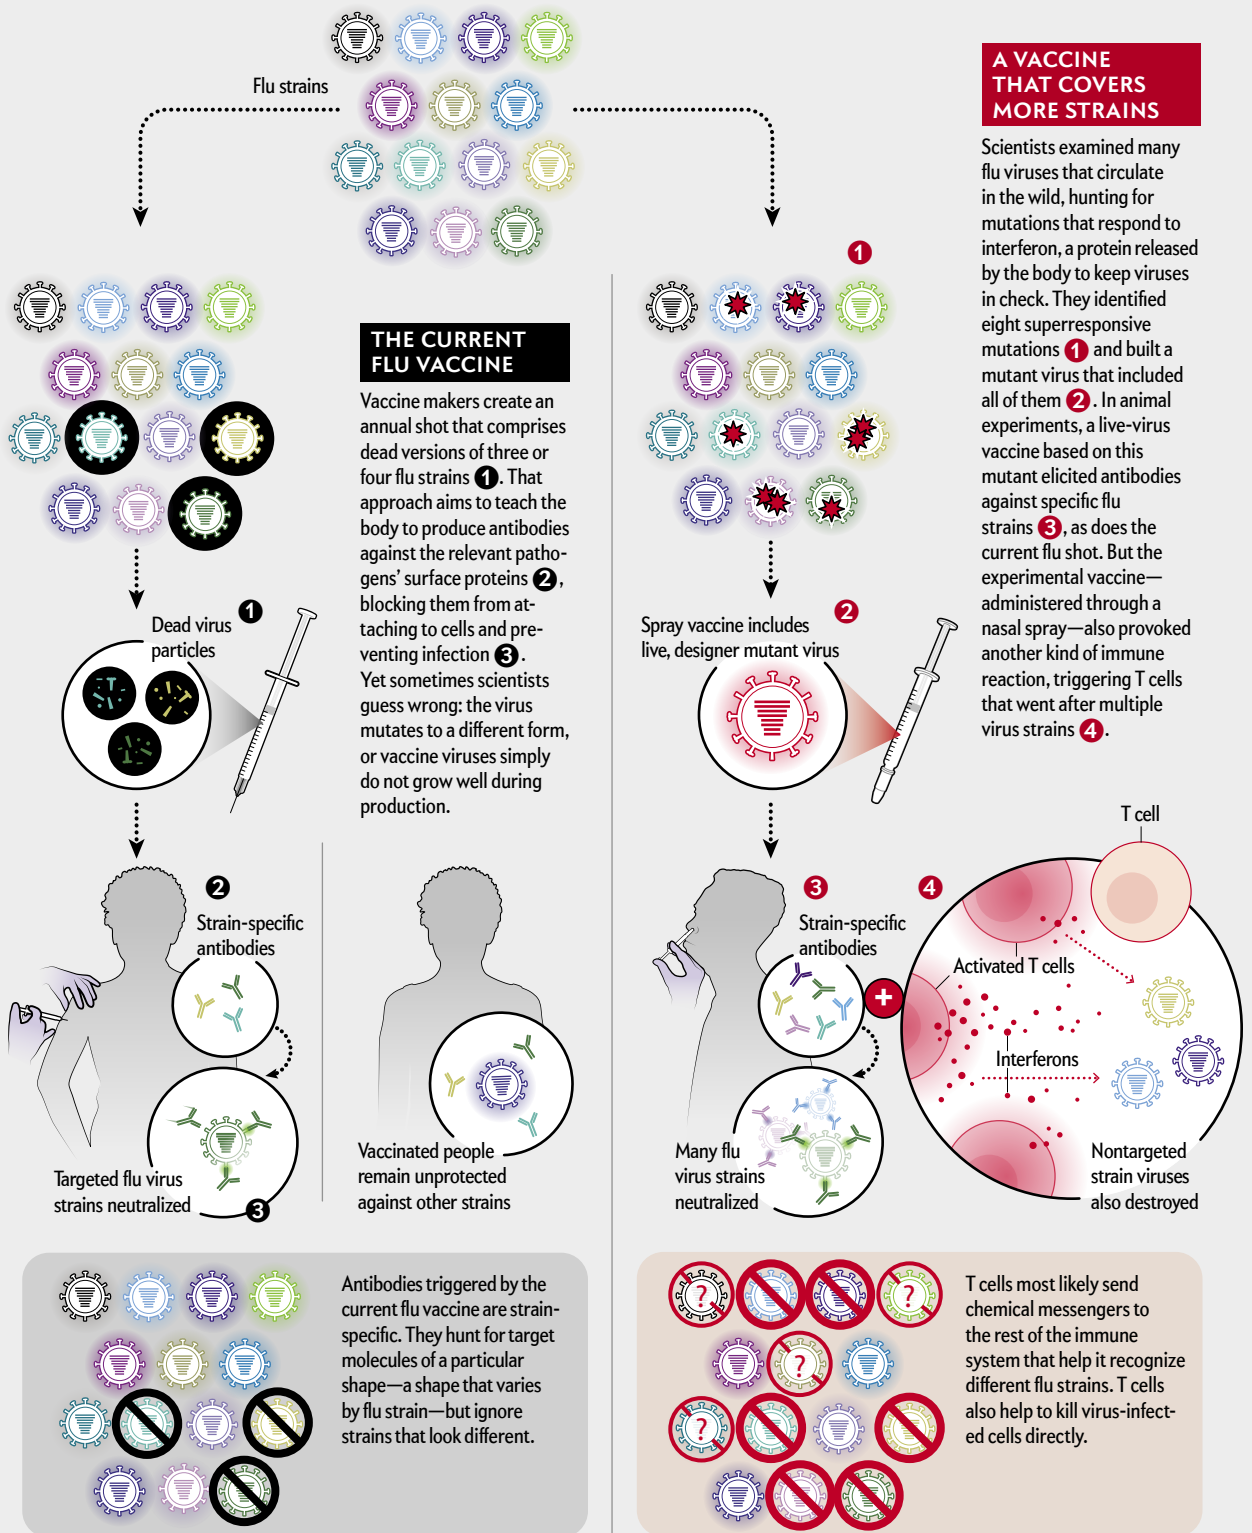 Flu strains
A VACCINE
THAT COVERS
MORE STRAINS
Scientists examined many
flu viruses that circulate
in the wild, hunting for
mutations that respond to
interferon, a protein released
by the body to keep viruses
in check. They identified
eight superresponsive
mutations 1 and built a
mutant virus that included
all of them 2. In animal
experiments, a live-virus
vaccine based on this
mutant elicited antibodies
against specific flu
strains 3, as does the
current flu shot. But the
experimental vaccine—
administered through a
nasal spray—also provoked
another kind of immune
reaction, triggering T cells
that went after multiple
virus strains 4.
THE CURRENT
FLU VACCINE
Vaccine makers create an
annual shot that comprises
dead versions of three or
four flu strains 1. That
approach aims to teach the
body to produce antibodies
against the relevant patho-
gens' surface proteins 2,
blocking them from at-
taching to cells and pre-
venting infection 3.
Yet sometimes scientists
guess wrong: the virus
mutates to a different form,
or vaccine viruses simply
do not grow well during
production.
1
Dead virus
particles
2
Strain-specific
antibodies
Targeted flu virus
strains neutralized
3
Vaccinated people
remain unprotected
against other strains
1
2
Spray vaccine includes
live, designer mutant virus
3
Strain-specific
antibodies
+
4
T cell
Activated T cells
Interferons
Many flu
virus strains
neutralized
Nontargeted
strain viruses
also destroyed
Antibodies triggered by the
current flu vaccine are strain-
specific. They hunt for target
molecules of a particular
shape—a shape that varies
by flu strain—but ignore
strains that look different.
?
?
?
?
T cells most likely send
chemical messengers to
the rest of the immune
system that help it recognize
different flu strains. T cells
also help to kill virus-infect-
ed cells directly.